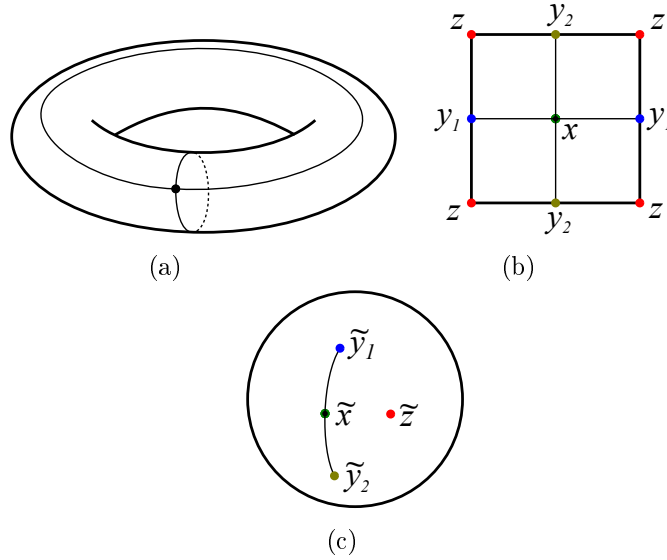 z y₂ z
y₁ x y₁
z y₂ z
(a) (b)
ỹ₁
x̃ z̃
ỹ₂
(c)